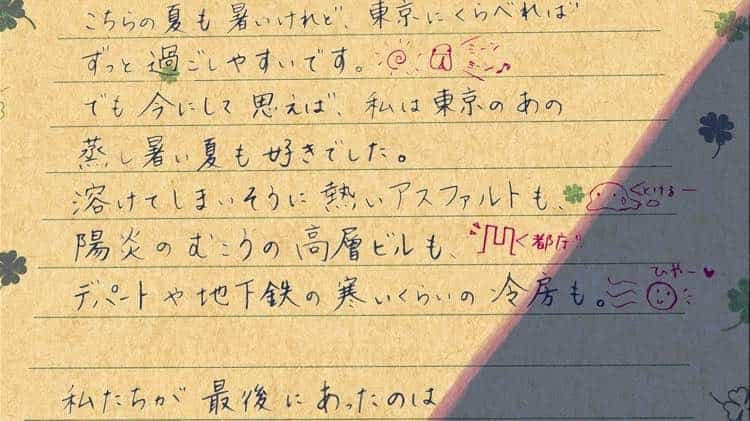 こちらの夏も暑いけれど、東京にくらべれば
ずっと過ごしやすいです。 ミーン ミーン♪
でも今にして思えば、私は東京のあの
蒸し暑い夏も好きでした。
溶けてしまいそうに熱いアスファルトも、 とけるー
陽炎のむこうの高層ビルも、 都庁!!
デパートや地下鉄の寒いくらいの冷房も。 ひやー♥
私たちが最後にあったのは